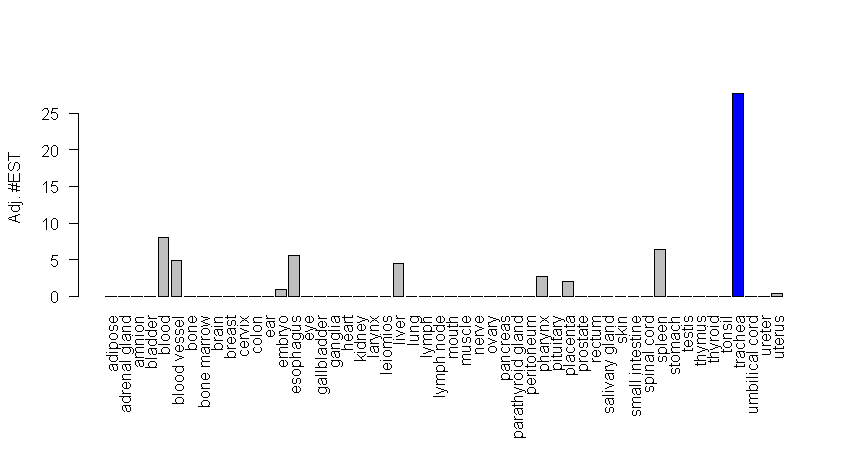 Adj. #EST
25
20
15
10
5
0
adipose
adrenal gland
amnion
bladder
blood
blood vessel
bone
bone marrow
brain
breast
cervix
colon
ear
embryo
esophagus
eye
gallbladder
ganglia
heart
kidney
larynx
leiomios
liver
lung
lymph
lymph node
mouth
muscle
nerve
ovary
pancreas
parathyroid gland
peritoneum
pharynx
pituitary
placenta
prostate
rectum
salivary gland
skin
small intestine
spinal cord
spleen
stomach
testis
thymus
thyroid
tonsil
trachea
umbilical cord
ureter
uterus